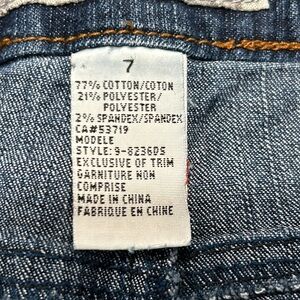 7
77% COTTON/COTON
21% POLYESTER/
POLYESTER
2% SPANDEX/SPANDEX
CA#53719
MODELE
STYLE: 9-8236DS
EXCLUSIVE OF TRIM
GARNITURE NON
COMPRISE
MADE IN CHINA
FABRIQUE EN CHINE